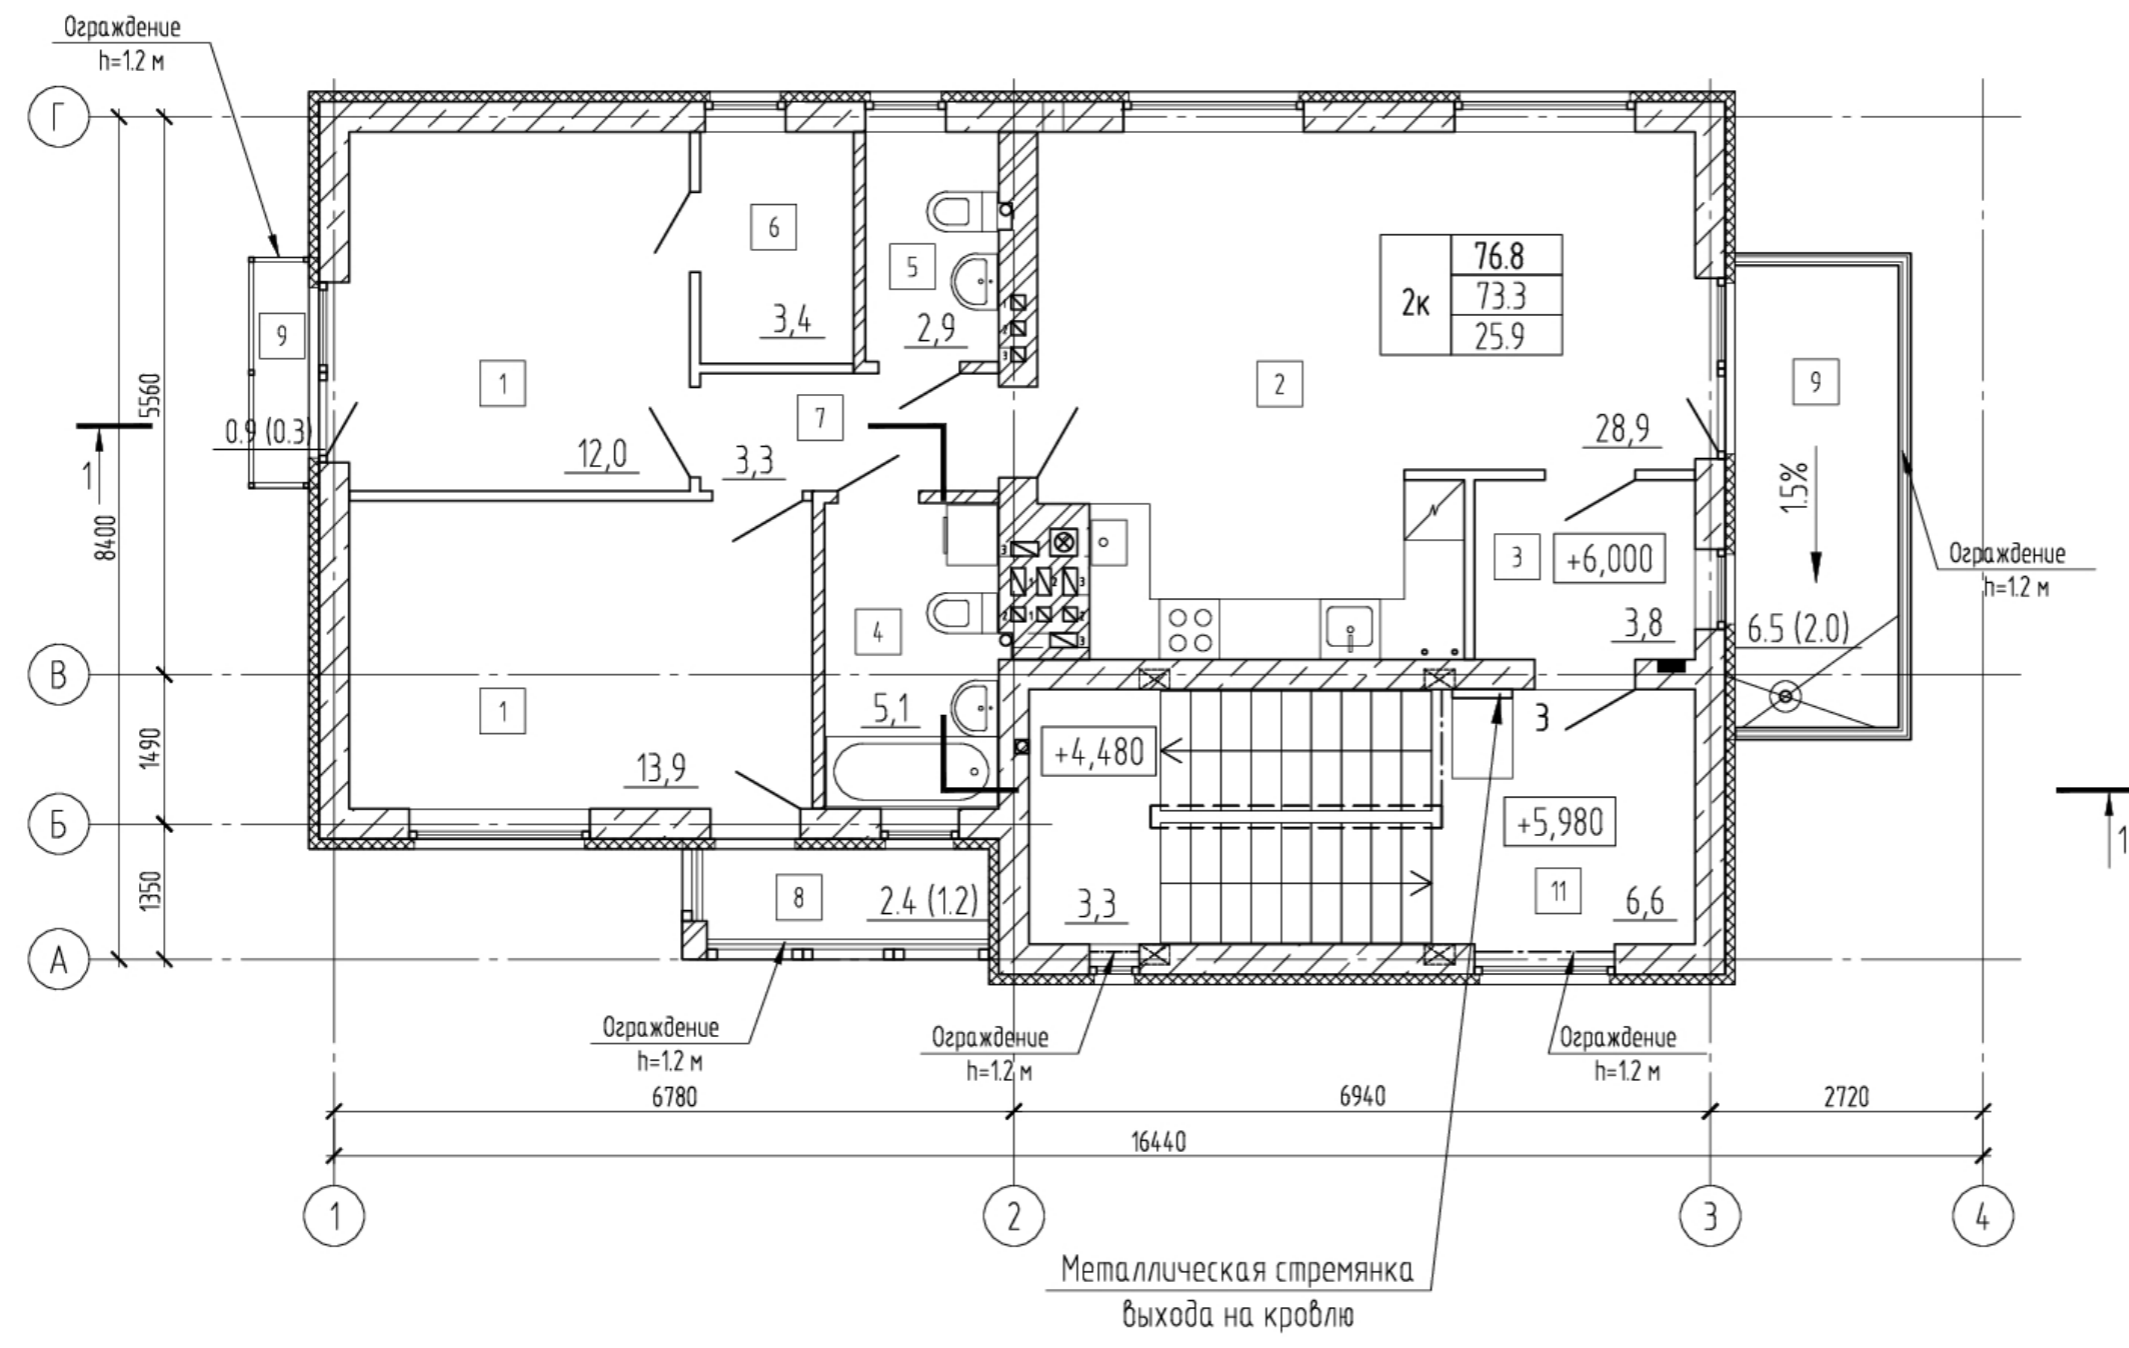 Ограждение
h=1.2 м
Г
6
76.8
2к
73.3
25.9
5
9
3,4
2,9
1
2
9
5560
7
0.9 (0.3)
12,0
3,3
28,9
1
1.5%
8400
3
+6,000
Ограждение
h=1.2 м
4
3,8
6.5 (2.0)
В
1
5,1
3
1490
+4,480
13,9
Б
+5,980
1
1350
8
2.4 (1.2)
3,3
11
6,6
А
Ограждение
h=1.2 м
Ограждение
h=1.2 м
Ограждение
h=1.2 м
6780
6940
2720
16440
1
2
3
4
Металлическая стремянка
выхода на кровлю